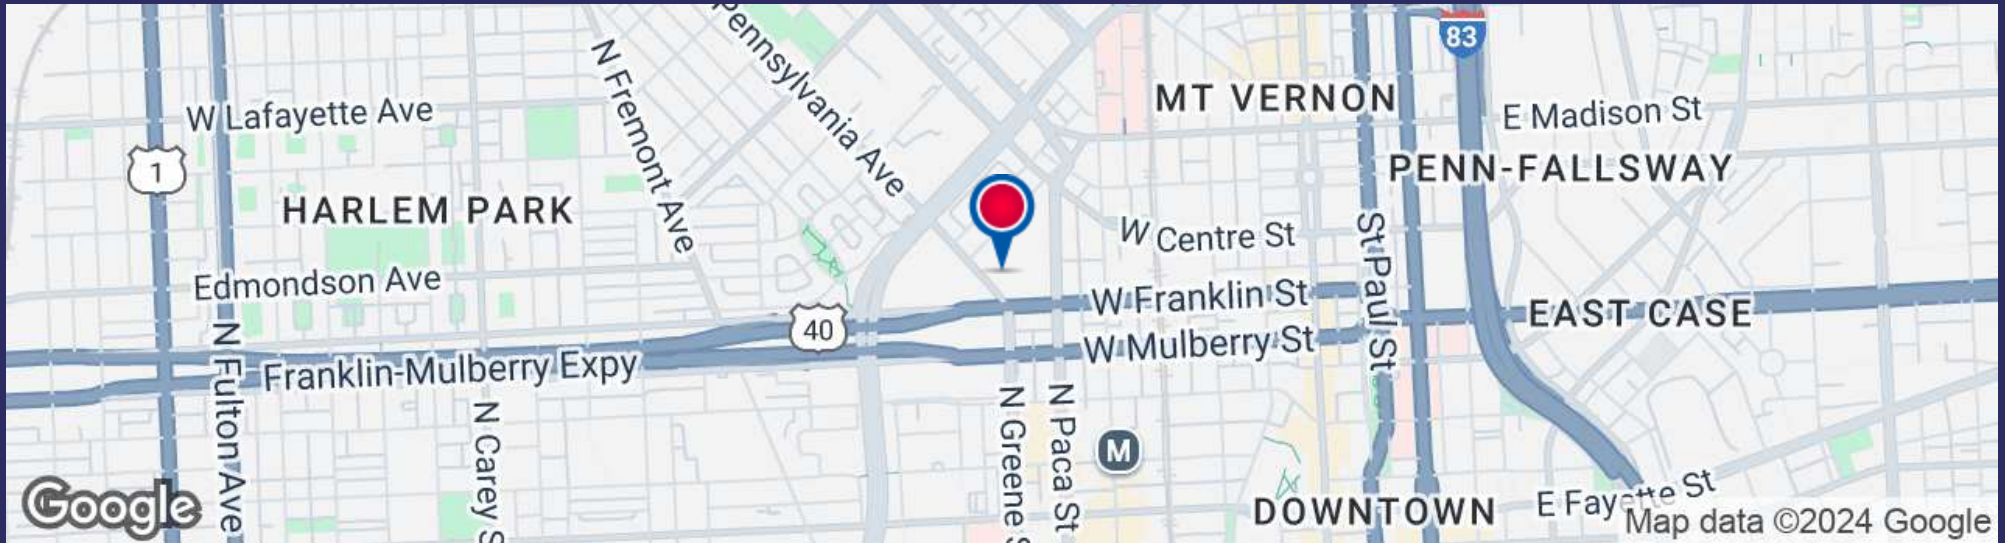 Pennsylvania Ave
N Fremont Ave
83
MT VERNON
W Lafayette Ave
E Madison St
1
PENN-FALLSWAY
HARLEM PARK
W Centre St
St Paul St
Edmondson Ave
W Franklin St
EAST CASE
40
W Mulberry St
Franklin-Mulberry Expy
N Fulton Ave
N Carey S
N Greene S
N Paca St
M
Google
DOWNTOWN
E Fayette St
Map data ©2024 Google